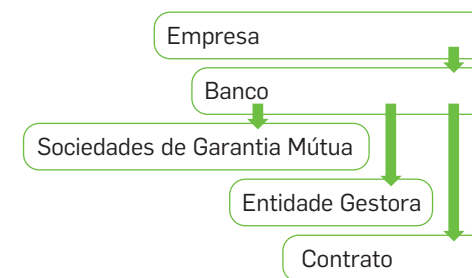 Empresa
Banco
Sociedades de Garantia Mútua
Entidade Gestora
Contrato